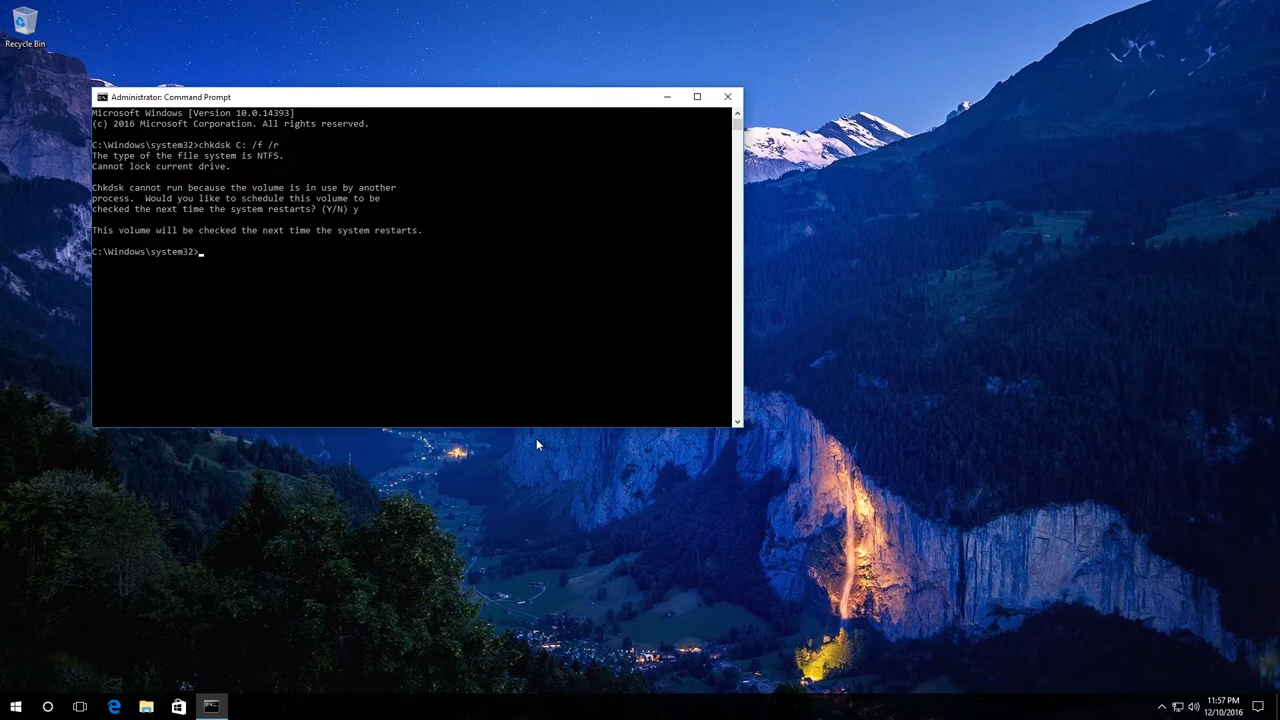 Recycle Bin
Administrator: Command Prompt
Microsoft Windows [Version 10.0.14393]
(c) 2016 Microsoft Corporation. All rights reserved.
C:\Windows\system32>chkdsk C: /f /r
The type of the file system is NTFS.
Cannot lock current drive.
Chkdsk cannot run because the volume is in use by another
process.  Would you like to schedule this volume to be
checked the next time the system restarts? (Y/N) y
This volume will be checked the next time the system restarts.
C:\Windows\system32>
11:57 PM
12/10/2016